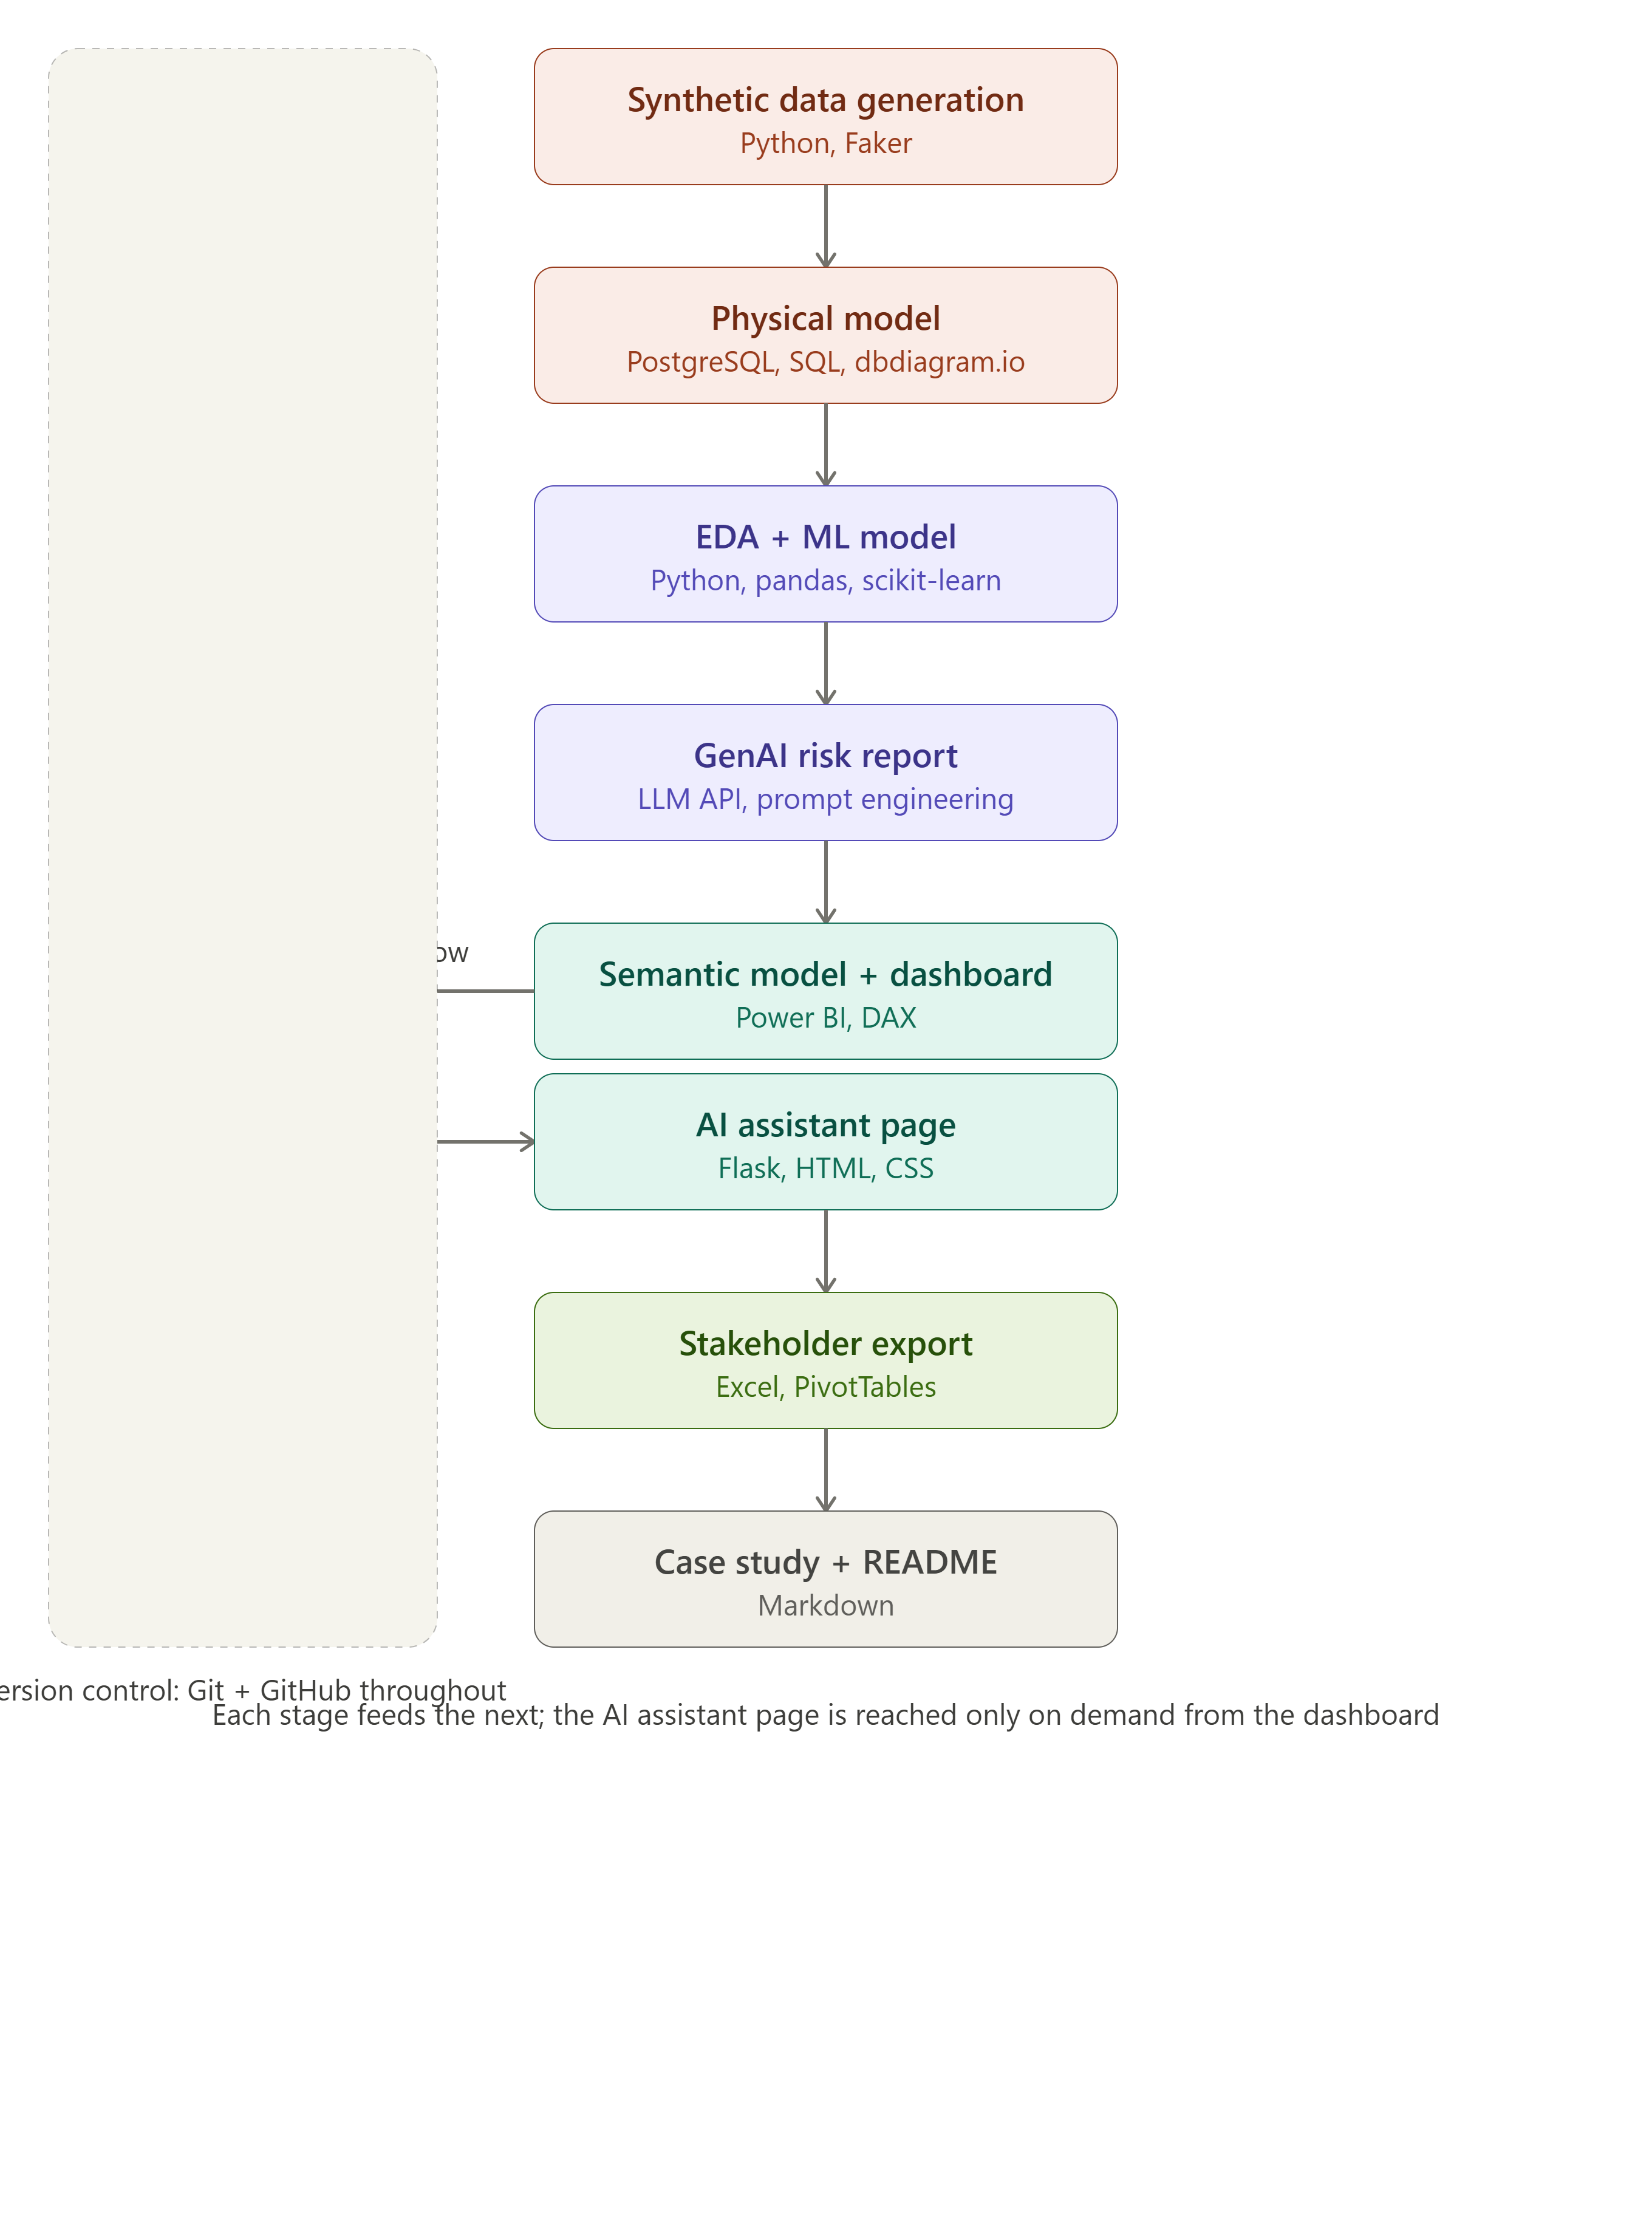 Synthetic data generation
Python, Faker
Physical model
PostgreSQL, SQL, dbdiagram.io
EDA + ML model
Python, pandas, scikit-learn
GenAI risk report
LLM API, prompt engineering
ow
Semantic model + dashboard
Power BI, DAX
AI assistant page
Flask, HTML, CSS
Stakeholder export
Excel, PivotTables
Case study + README
Markdown
ersion control: Git + GitHub throughout
Each stage feeds the next; the AI assistant page is reached only on demand from the dashboard